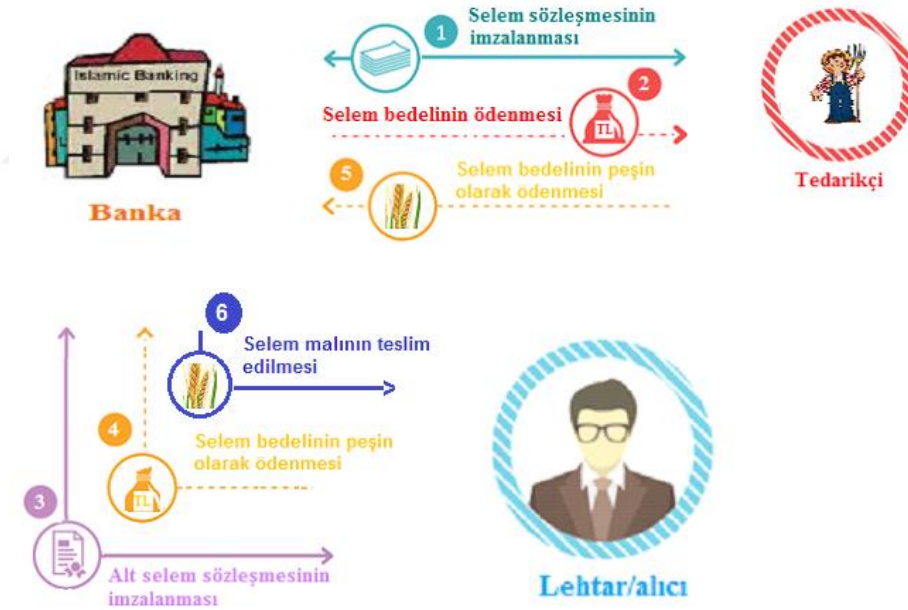 Islamic Banking
Banka
1
Selem sözleşmesinin
imzalanması
2
Selem bedelinin ödenmesi
TL
5
Selem bedelinin peşin
olarak ödenmesi
Tedarikçi
6
Selem malının teslim
edilmesi
4
Selem bedelinin peşin
olarak ödenmesi
TL
3
Alt selem sözleşmesinin
imzalanması
Lehtar/alıcı